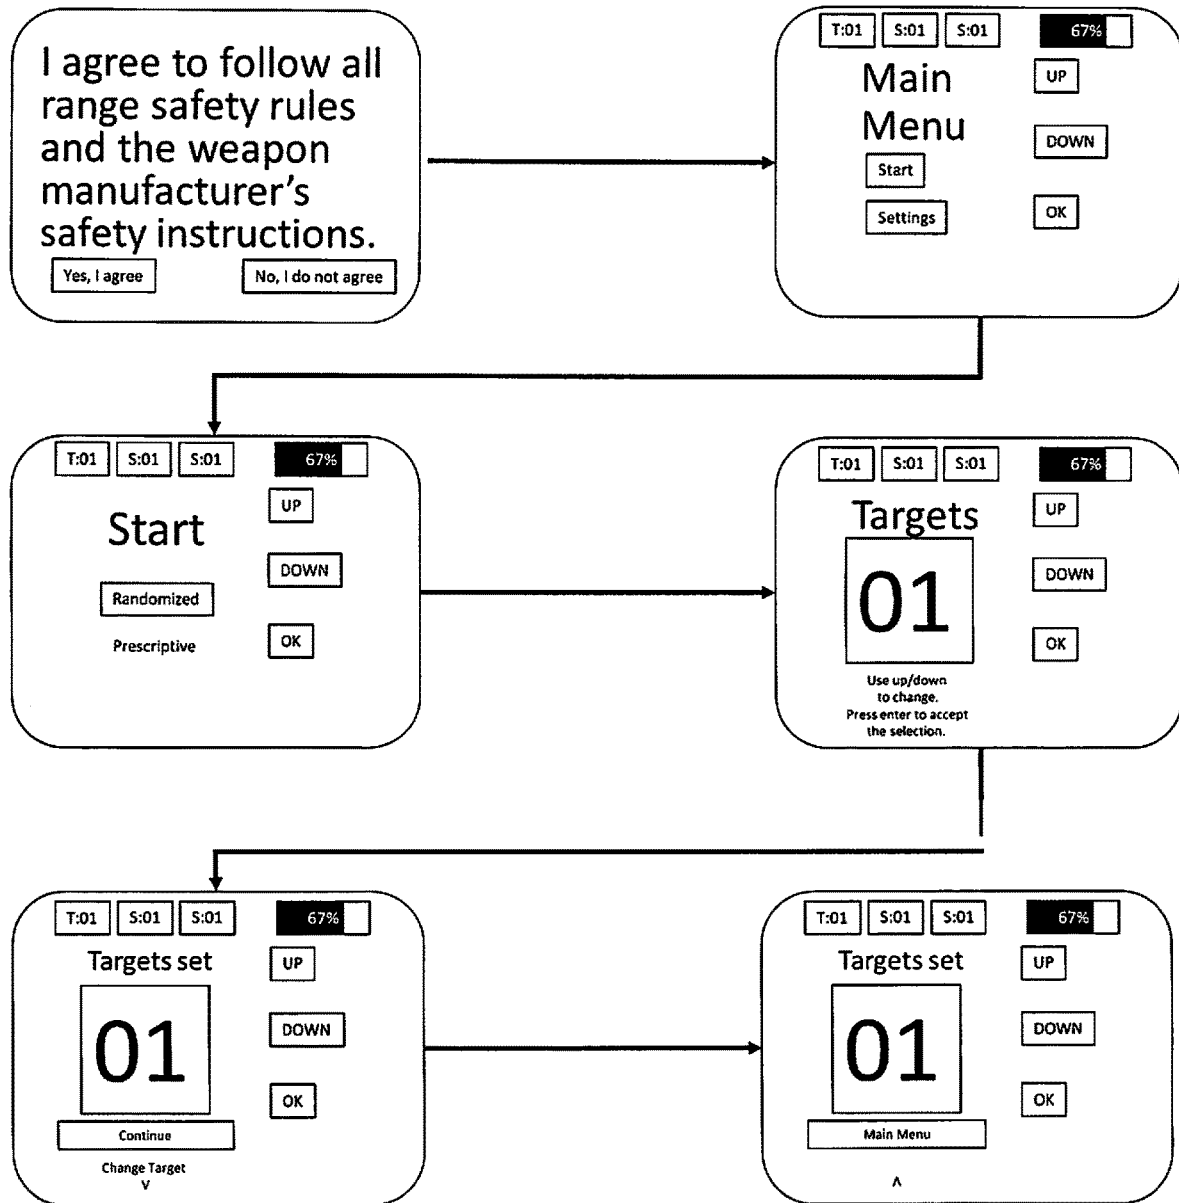 I agree to follow all
range safety rules
and the weapon
manufacturer's
safety instructions.
Yes, I agree
No, I do not agree
T:01 S:01 S:01 67%
Main
Menu
Start
Settings
UP
DOWN
OK
T:01 S:01 S:01 67%
Start
Randomized
Prescriptive
UP
DOWN
OK
T:01 S:01 S:01 67%
Targets
01
Use up/down
to change.
Press enter to accept
the selection.
UP
DOWN
OK
T:01 S:01 S:01 67%
Targets set
01
Continue
Change Target
V
UP
DOWN
OK
T:01 S:01 S:01 67%
Targets set
01
Main Menu
Λ
UP
DOWN
OK